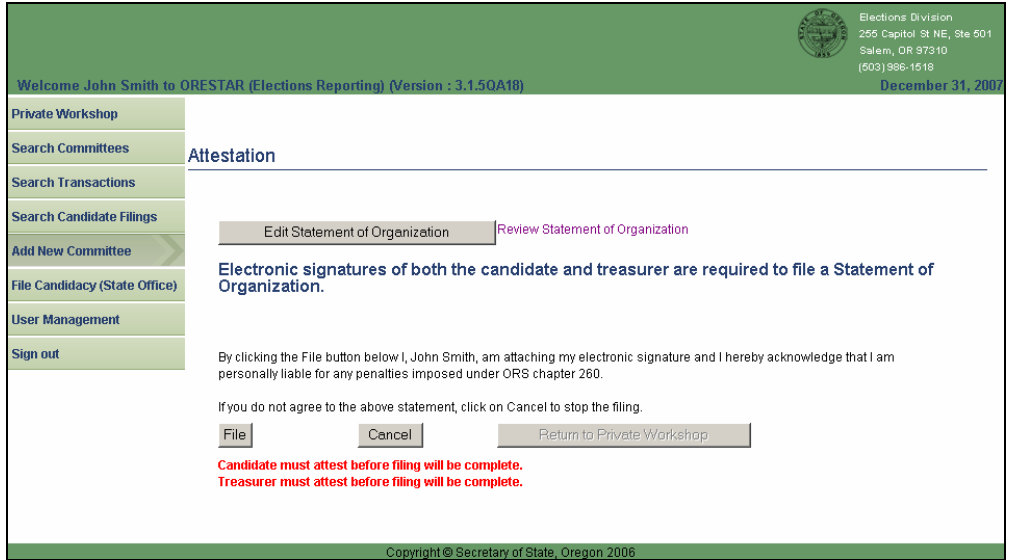 Elections Division
255 Capitol St NE, Ste 501
Salem, OR 97310
(503) 986-1518
Welcome John Smith to ORESTAR (Elections Reporting) (Version : 3.1.5QA18)
December 31, 2007
Private Workshop
Search Committees
Search Transactions
Search Candidate Filings
Add New Committee
File Candidacy (State Office)
User Management
Sign out
Attestation
Edit Statement of Organization
Review Statement of Organization
Electronic signatures of both the candidate and treasurer are required to file a Statement of
Organization.
By clicking the File button below I, John Smith, am attaching my electronic signature and I hereby acknowledge that I am
personally liable for any penalties imposed under ORS chapter 260.
If you do not agree to the above statement, click on Cancel to stop the filing.
File
Cancel
Return to Private Workshop
Candidate must attest before filing will be complete.
Treasurer must attest before filing will be complete.
Copyright © Secretary of State, Oregon 2006